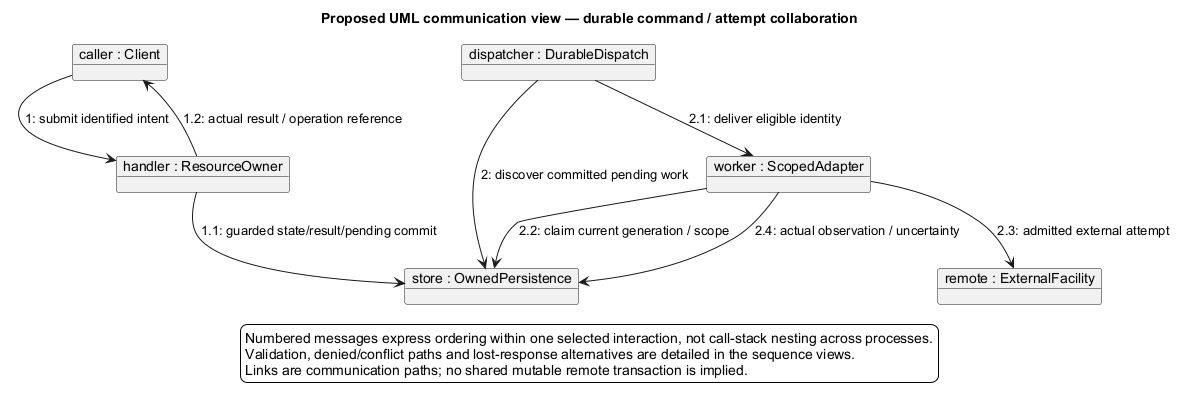 Proposed UML communication view — durable command / attempt collaboration
caller : Client
dispatcher : DurableDispatch
1: submit identified intent
1.2: actual result / operation reference
2.1: deliver eligible identity
handler : ResourceOwner
2: discover committed pending work
worker : ScopedAdapter
1.1: guarded state/result/pending commit
2.2: claim current generation / scope
2.4: actual observation / uncertainty
2.3: admitted external attempt
store : OwnedPersistence
remote : ExternalFacility
Numbered messages express ordering within one selected interaction, not call-stack nesting across processes.
Validation, denied/conflict paths and lost-response alternatives are detailed in the sequence views.
Links are communication paths; no shared mutable remote transaction is implied.